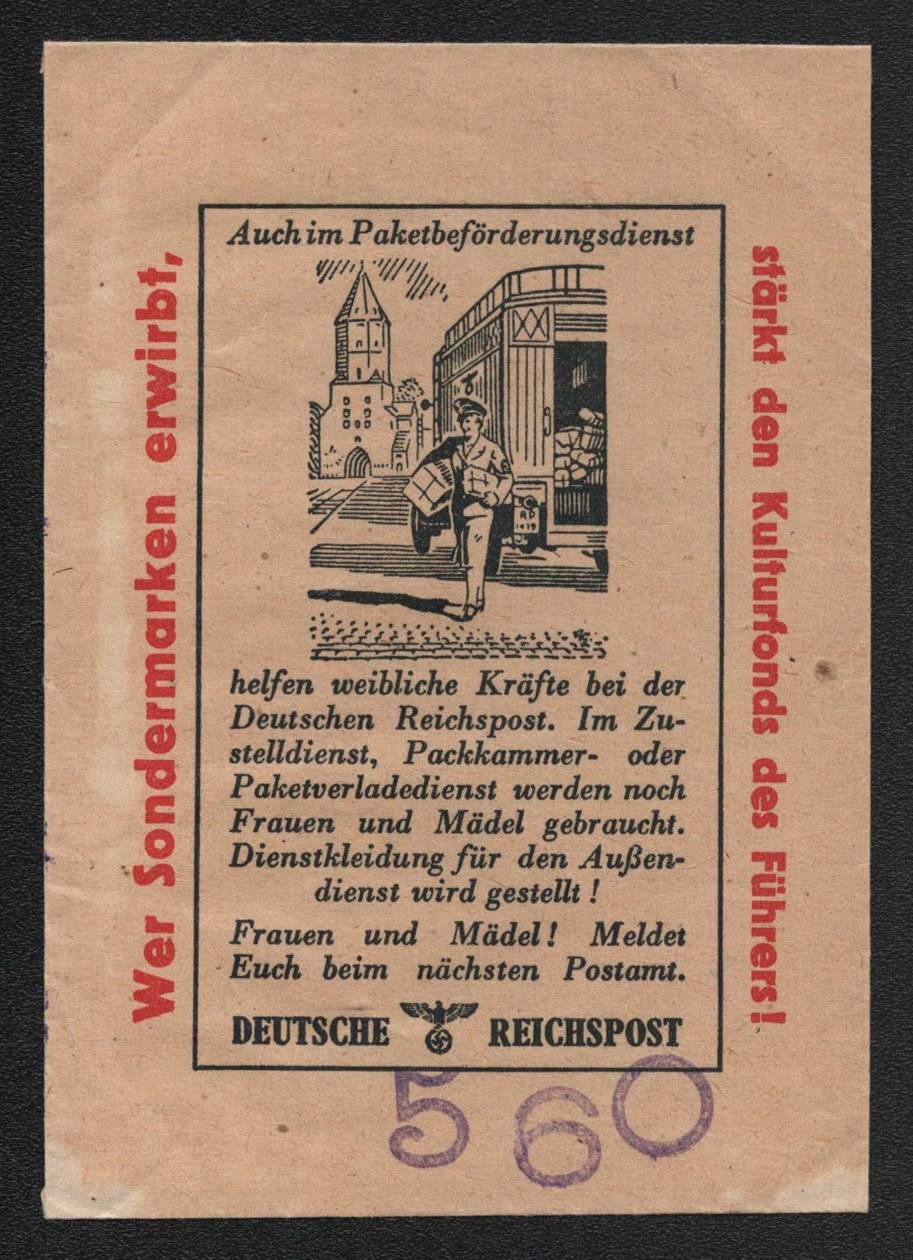 Wer Sondermarken erwirbt,
Auch im Paketbeförderungsdienst
RP
1419
helfen weibliche Kräfte bei der
Deutschen Reichspost. Im Zu-
stelldienst, Packkammer- oder
Paketverladedienst werden noch
Frauen und Mädel gebraucht.
Dienstkleidung für den Außen-
dienst wird gestellt!
Frauen und Mädel! Meldet
Euch beim nächsten Postamt.
DEUTSCHE REICHSPOST
stärkt den Kulturfonds des Führers!
560